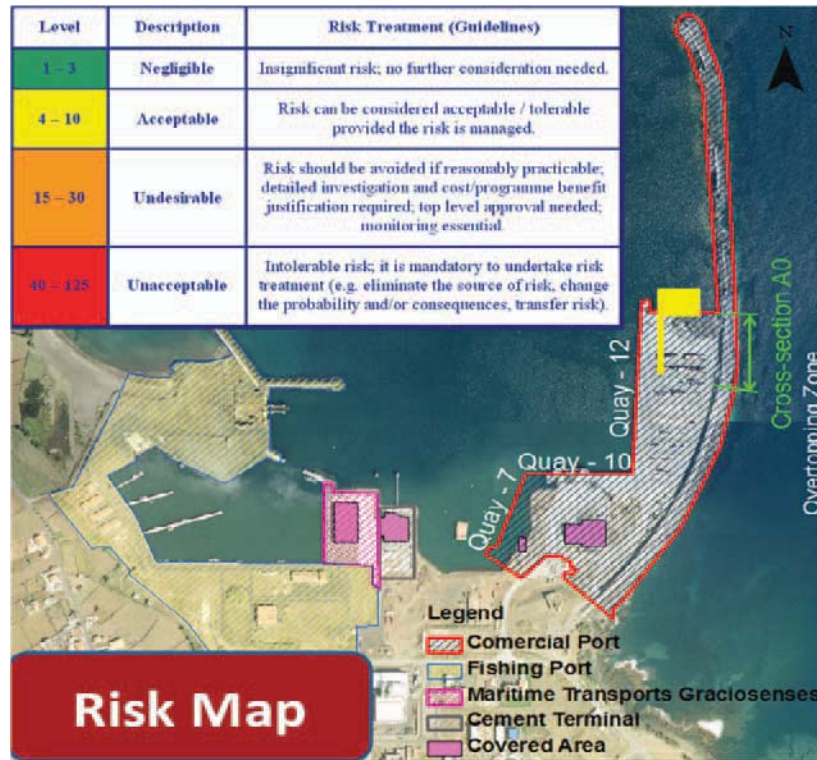 Level Description Risk Treatment (Guidelines)
1 – 3 Negligible Insignificant risk; no further consideration needed.
4 – 10 Acceptable Risk can be considered acceptable / tolerable
provided the risk is managed.
15 – 30 Undesirable Risk should be avoided if reasonably practicable;
detailed investigation and cost/programme benefit
justification required; top level approval needed;
monitoring essential
40 – 125 Unacceptable Intolerable risk; it is mandatory to undertake risk
treatment (e.g. eliminate the source of risk, change
the probability and/or consequences, transfer risk).
N
Cross-section A0
Overtopping Zone
Quay - 12
Quay - 10
Quay - 7
Legend
Comercial Port
Fishing Port
Maritime Transports Graciosenses
Cement Terminal
Covered Area
Risk Map